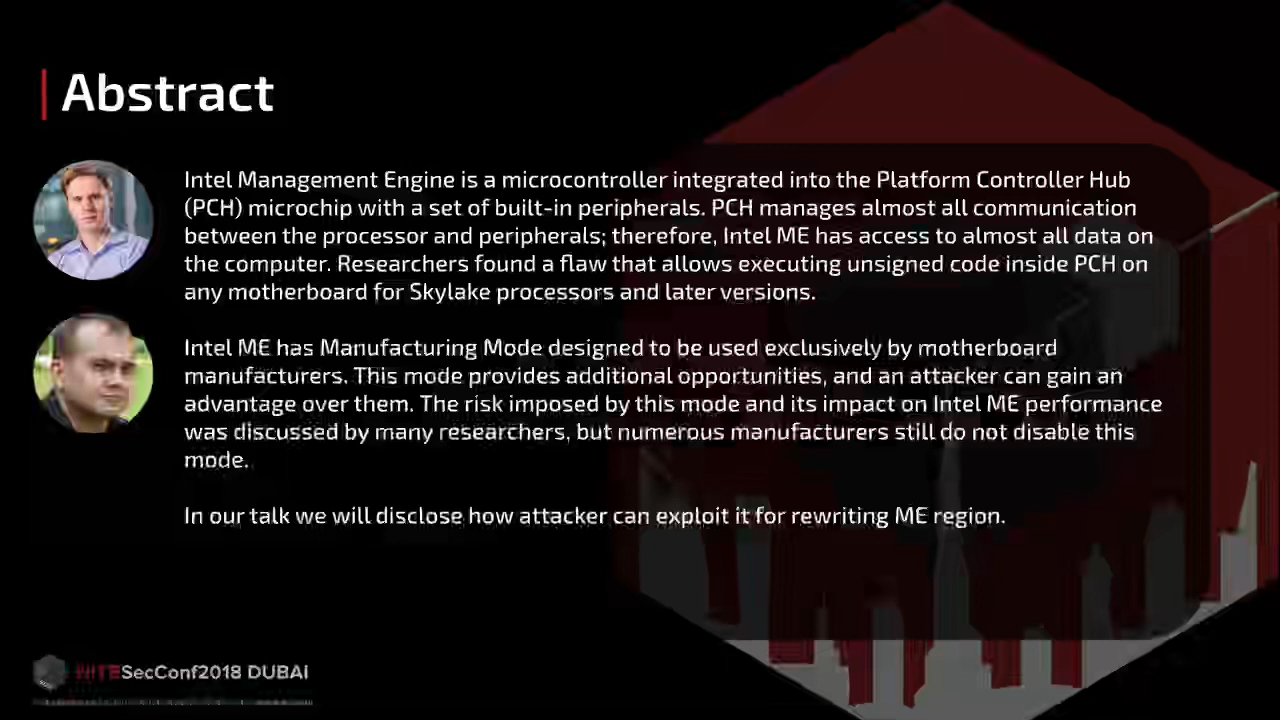 Abstract
Intel Management Engine is a microcontroller integrated into the Platform Controller Hub
(PCH) microchip with a set of built-in peripherals. PCH manages almost all communication
between the processor and peripherals; therefore, Intel ME has access to almost all data on
the computer. Researchers found a flaw that allows executing unsigned code inside PCH on
any motherboard for Skylake processors and later versions.
Intel ME has Manufacturing Mode designed to be used exclusively by motherboard
manufacturers. This mode provides additional opportunities, and an attacker can gain an
advantage over them. The risk imposed by this mode and its impact on Intel ME performance
was discussed by many researchers, but numerous manufacturers still do not disable this
mode.
In our talk we will disclose how attacker can exploit it for rewriting ME region.
HITBSecConf2018 DUBAI